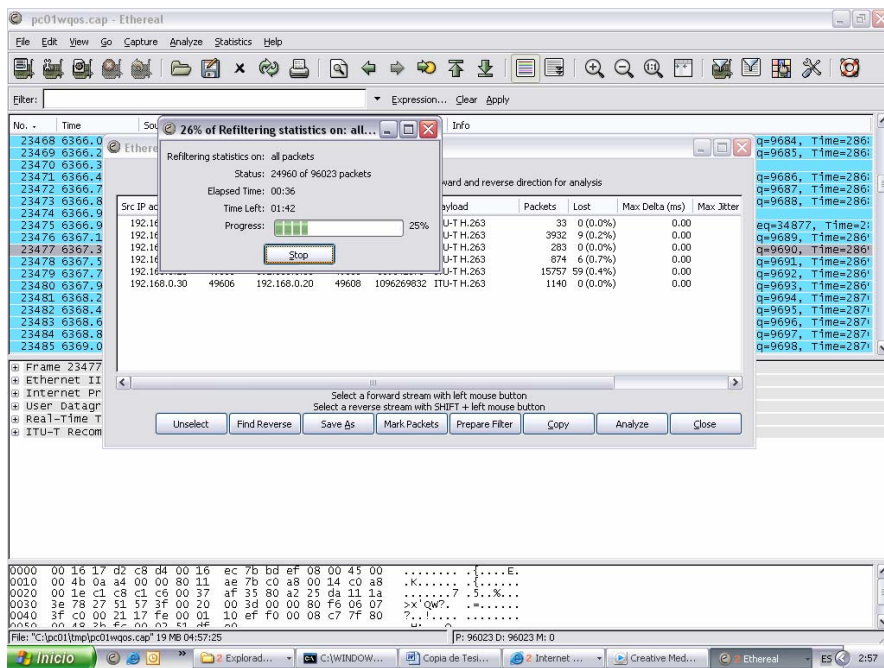 pc01wqos.cap - Ethereal
File Edit View Go Capture Analyze Statistics Help
Filter: Expression... Clear Apply
No. - Time Info
26% of Refiltering statistics on: all...
Refiltering statistics on: all packets
Status: 24960 of 96023 packets
Elapsed Time: 00:36
Time Left: 01:42
Progress: 25%
Stop
23468 6366.0 q=9684, Time=286
23469 6366.2 q=9685, Time=286
23470 6366.3
23471 6366.4 q=9686, Time=286
23472 6366.7 q=9687, Time=286
23473 6366.8 q=9688, Time=286
23474 6366.9
23475 6366.9 eq=34877, Time=2
23476 6367.1 q=9689, Time=286
23477 6367.3 q=9690, Time=286
23478 6367.5 q=9691, Time=286
23479 6367.7 q=9692, Time=286
23480 6367.9 q=9693, Time=286
23481 6368.2 q=9694, Time=287
23482 6368.4 q=9695, Time=287
23483 6368.6 q=9696, Time=287
23484 6368.8 q=9697, Time=287
23485 6369.0 q=9698, Time=287
Ethere
ward and reverse direction for analysis
Src IP ad ayload Packets Lost Max Delta (ms) Max Jitter
192.16 U-T H.263 33 0 (0.0%) 0.00
192.16 U-T H.263 3932 9 (0.2%) 0.00
192.16 U-T H.263 283 0 (0.0%) 0.00
192.16 U-T H.263 874 6 (0.7%) 0.00
ITU-T H.263 15757 59 (0.4%) 0.00
192.168.0.30 49606 192.168.0.20 49608 1096269832 ITU-T H.263 1140 0 (0.0%) 0.00
Select a forward stream with left mouse button
Select a reverse stream with SHIFT + left mouse button
Unselect Find Reverse Save As Mark Packets Prepare Filter Copy Analyze Close
Frame 23477
Ethernet II
Internet Pr
User Datagr
Real-Time T
ITU-T Recom
0000 00 16 17 d2 c8 d4 00 16 ec 7b bd ef 08 00 45 00 ........ .{....E.
0010 00 4b 0a a4 00 00 80 11 ae 7b c0 a8 00 14 c0 a8 .K...... .{......
0020 00 1e c1 c8 c1 c6 00 37 af 35 80 a2 25 da 11 1a .......7 .5..%...
0030 3e 78 27 51 57 3f 00 20 00 3d 00 00 80 f6 06 07 >x'QW?. .=......
0040 3f c0 00 21 17 fe 00 01 10 ef f0 00 08 c7 7f 80 ?..!.... ........
File: "C:\pc01\tmp\pc01wqos.cap" 19 MB 04:57:25 P: 96023 D: 96023 M: 0
Inicio 2 Explorad... C:\WINDOW... Copia de Tesi... 2 Internet ... Creative Med... Ethereal ES 2:57